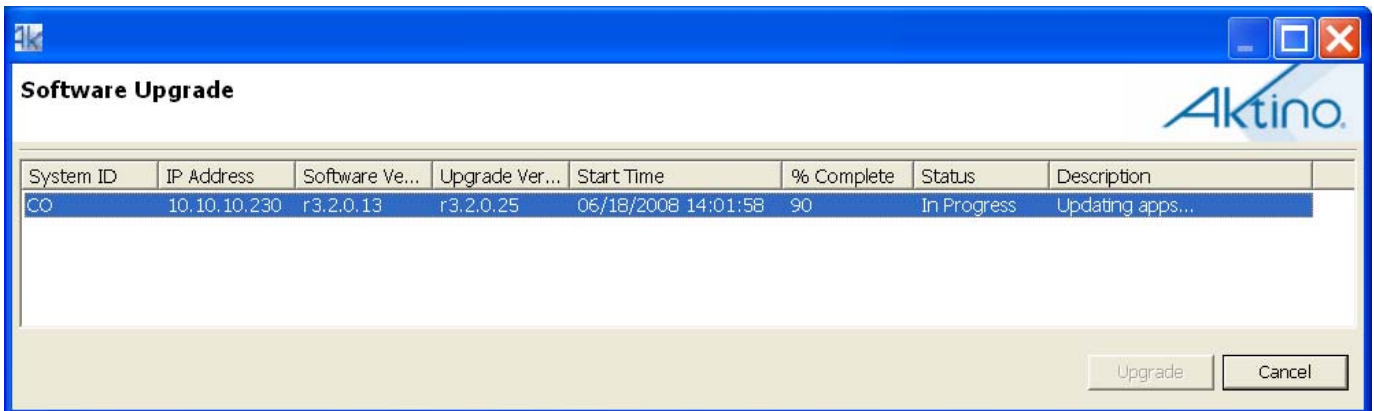 Ak
Software Upgrade
Aktino.
System ID IP Address Software Ve... Upgrade Ver... Start Time % Complete Status Description
CO 10.10.10.230 r3.2.0.13 r3.2.0.25 06/18/2008 14:01:58 90 In Progress Updating apps...
Upgrade Cancel